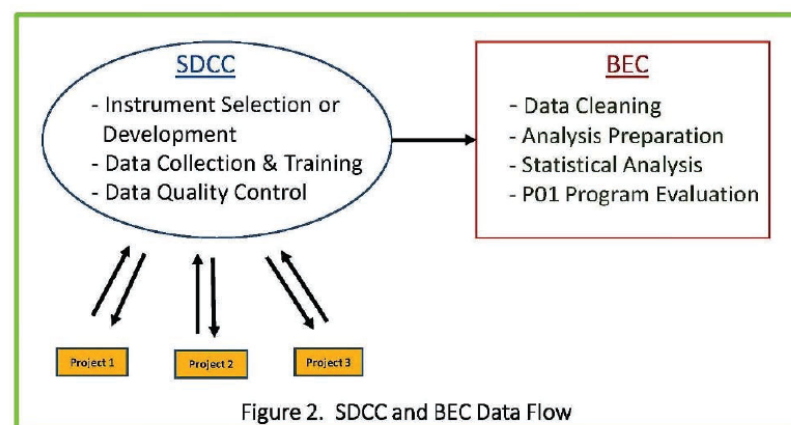 SDCC
- Instrument Selection or
Development
- Data Collection & Training
- Data Quality Control
BEC
- Data Cleaning
- Analysis Preparation
- Statistical Analysis
- P01 Program Evaluation
Project 1
Project 2
Project 3
Figure 2. SDCC and BEC Data Flow